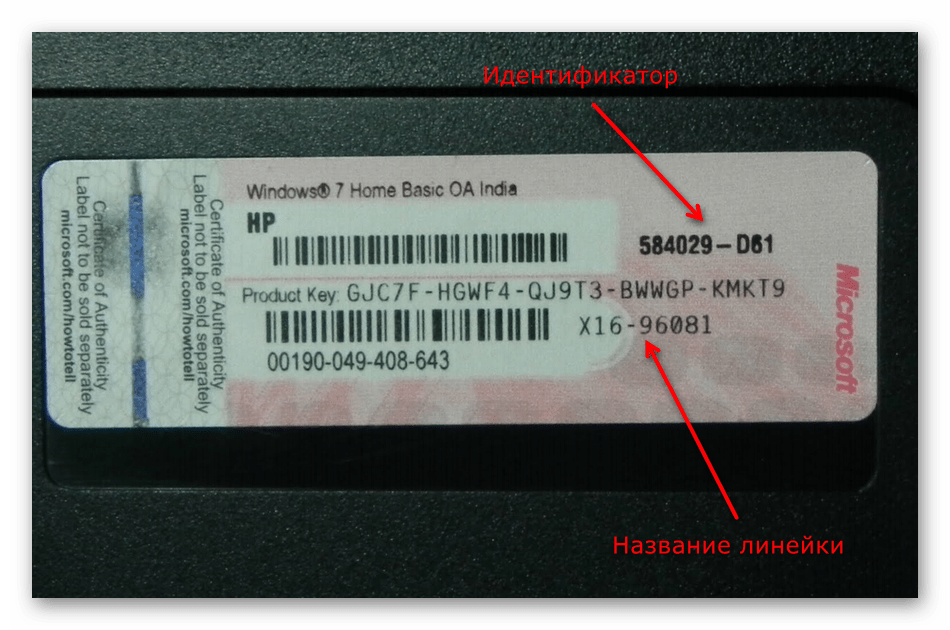 Идентификатор
Windows® 7 Home Basic OA India
HP
584029-D61
Product Key: GJC7F-HGWF4-QJ9T3-BWWGP-KMKT9
X16-96081
00190-049-408-643
Certificate of Authenticity
Label not to be sold separately
microsoft.com/howtotell
Certificate of Authenticity
Label not to be sold separately
microsoft.com/howtotell
Microsoft
Название линейки